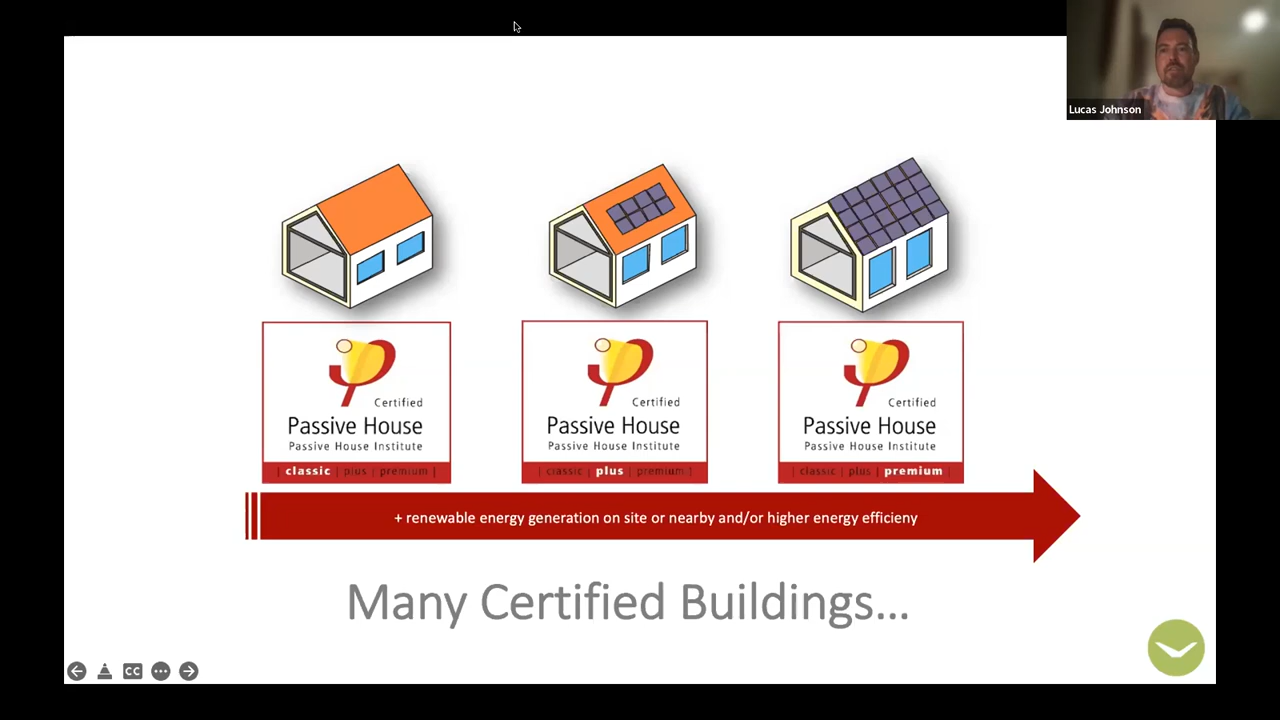 Lucas Johnson
Certified
Passive House
Passive House Institute
| classic | plus | premium |
Certified
Passive House
Passive House Institute
| classic | plus | premium |
Certified
Passive House
Passive House Institute
| classic | plus | premium |
+ renewable energy generation on site or nearby and/or higher energy efficieny
Many Certified Buildings...
CC